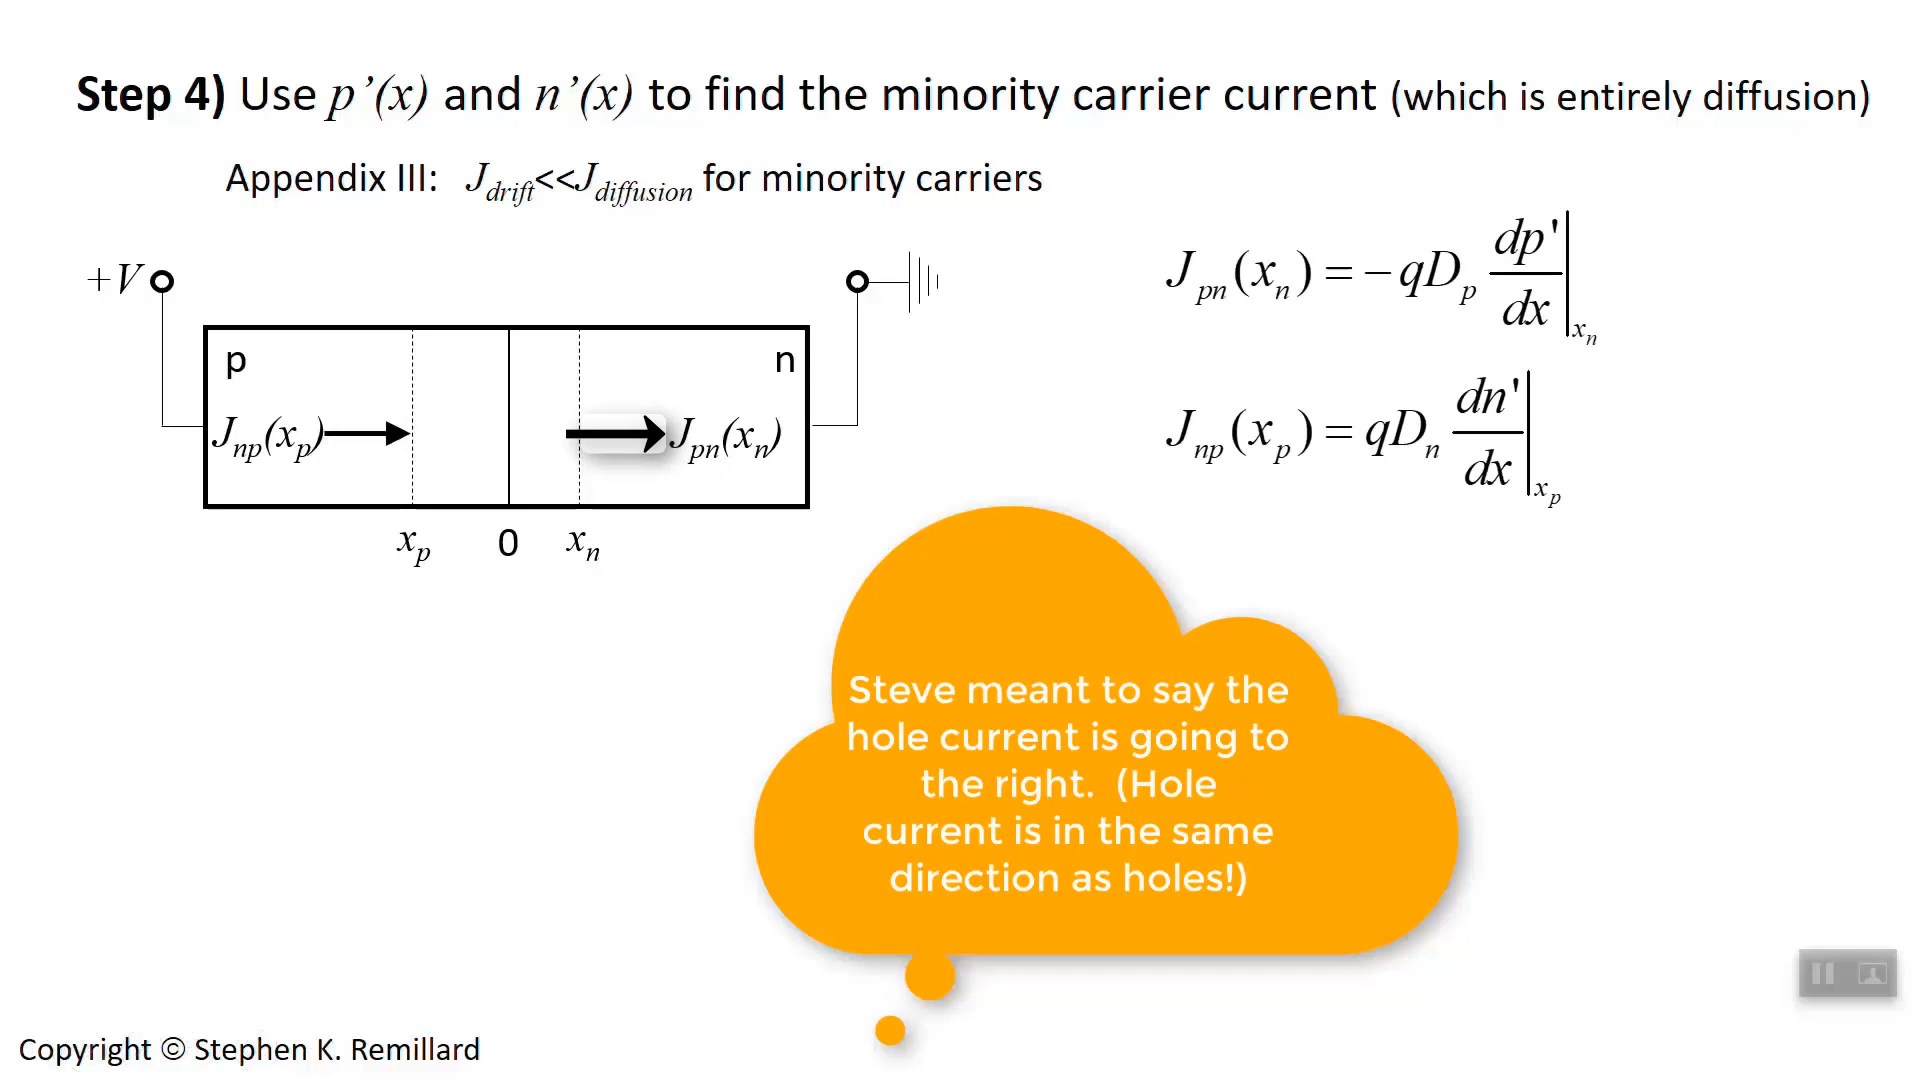 Step 4) Use p’(x) and n’(x) to find the minority carrier current (which is entirely diffusion)
Appendix III: J_drift<<J_diffusion for minority carriers
+V
p
n
J_np(x_p)
J_pn(x_n)
x_p 0 x_n
J_pn(x_n) = −qD_p dp'/dx |_x_n
J_np(x_p) = qD_n dn'/dx |_x_p
Steve meant to say the
hole current is going to
the right. (Hole
current is in the same
direction as holes!)
Copyright © Stephen K. Remillard